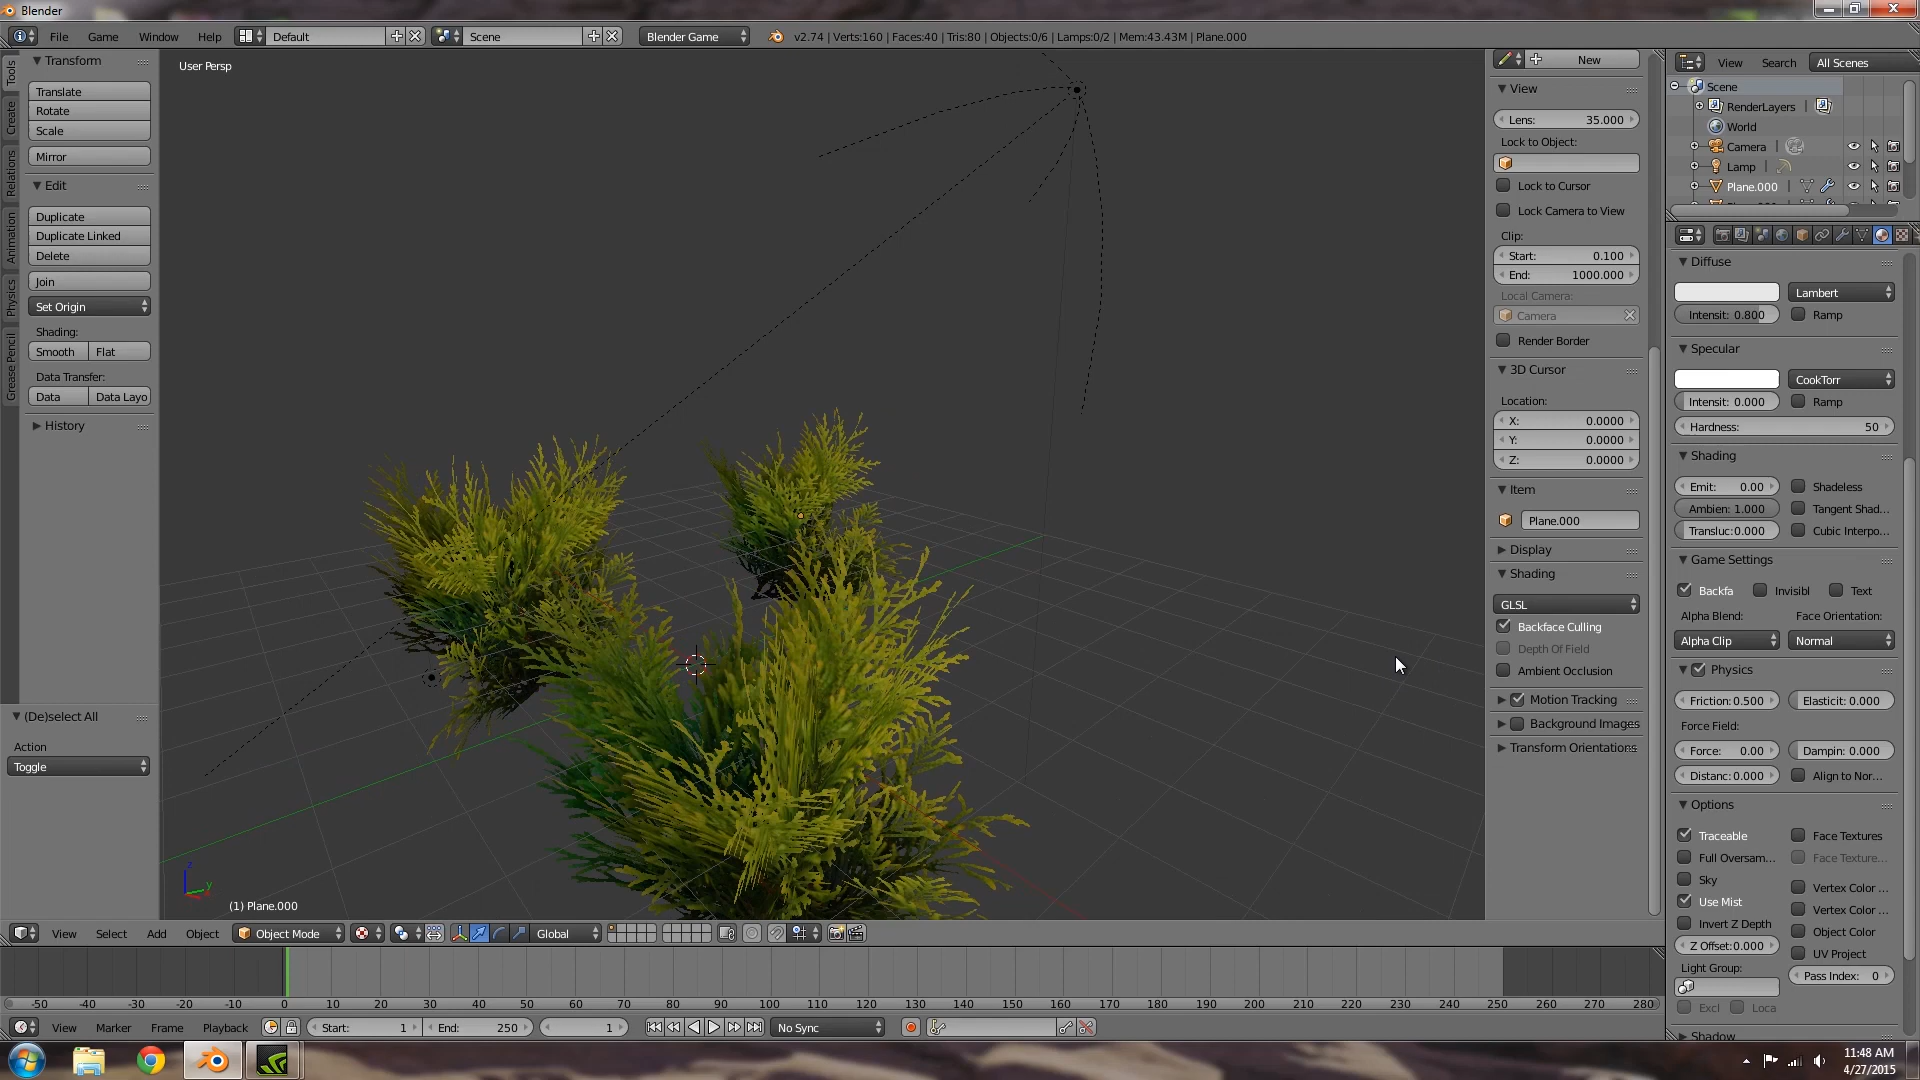 Blender
File Game Window Help Default Scene Blender Game v2.74 | Verts:160 | Faces:40 | Tris:80 | Objects:0/6 | Lamps:0/2 | Mem:43.43M | Plane.000
Tools
Create
Relations
Animation
Physics
Grease Pencil
Transform
Translate
Rotate
Scale
Mirror
Edit
Duplicate
Duplicate Linked
Delete
Join
Set Origin
Shading:
Smooth Flat
Data Transfer:
Data Data Layo
History
(De)select All
Action
Toggle
User Persp
(1) Plane.000
z
y
New
View
Lens: 35.000
Lock to Object:
Lock to Cursor
Lock Camera to View
Clip:
Start: 0.100
End: 1000.000
Local Camera:
Camera
Render Border
3D Cursor
Location:
X: 0.0000
Y: 0.0000
Z: 0.0000
Item
Plane.000
Display
Shading
GLSL
Backface Culling
Depth Of Field
Ambient Occlusion
Motion Tracking
Background Images
Transform Orientations
View Search All Scenes
Scene
RenderLayers
World
Camera
Lamp
Plane.000
Diffuse
Lambert
Intensit: 0.800 Ramp
Specular
CookTorr
Intensit: 0.000 Ramp
Hardness: 50
Shading
Emit: 0.00 Shadeless
Ambien: 1.000 Tangent Shad...
Transluc:0.000 Cubic Interpo...
Game Settings
Backfa Invisibl Text
Alpha Blend: Face Orientation:
Alpha Clip Normal
Physics
Friction:0.500 Elasticit: 0.000
Force Field:
Force: 0.00 Dampin: 0.000
Distanc:0.000 Align to Nor...
Options
Traceable Face Textures
Full Oversam... Face Texture...
Sky Vertex Color ...
Use Mist Vertex Color ...
Invert Z Depth Object Color
Z Offset:0.000 UV Project
Light Group: Pass Index: 0
Excl Loca
Shadow
View Select Add Object Object Mode Global
-50 -40 -30 -20 -10 0 10 20 30 40 50 60 70 80 90 100 110 120 130 140 150 160 170 180 190 200 210 220 230 240 250 260 270 280
View Marker Frame Playback Start: 1 End: 250 1 No Sync
11:48 AM
4/27/2015